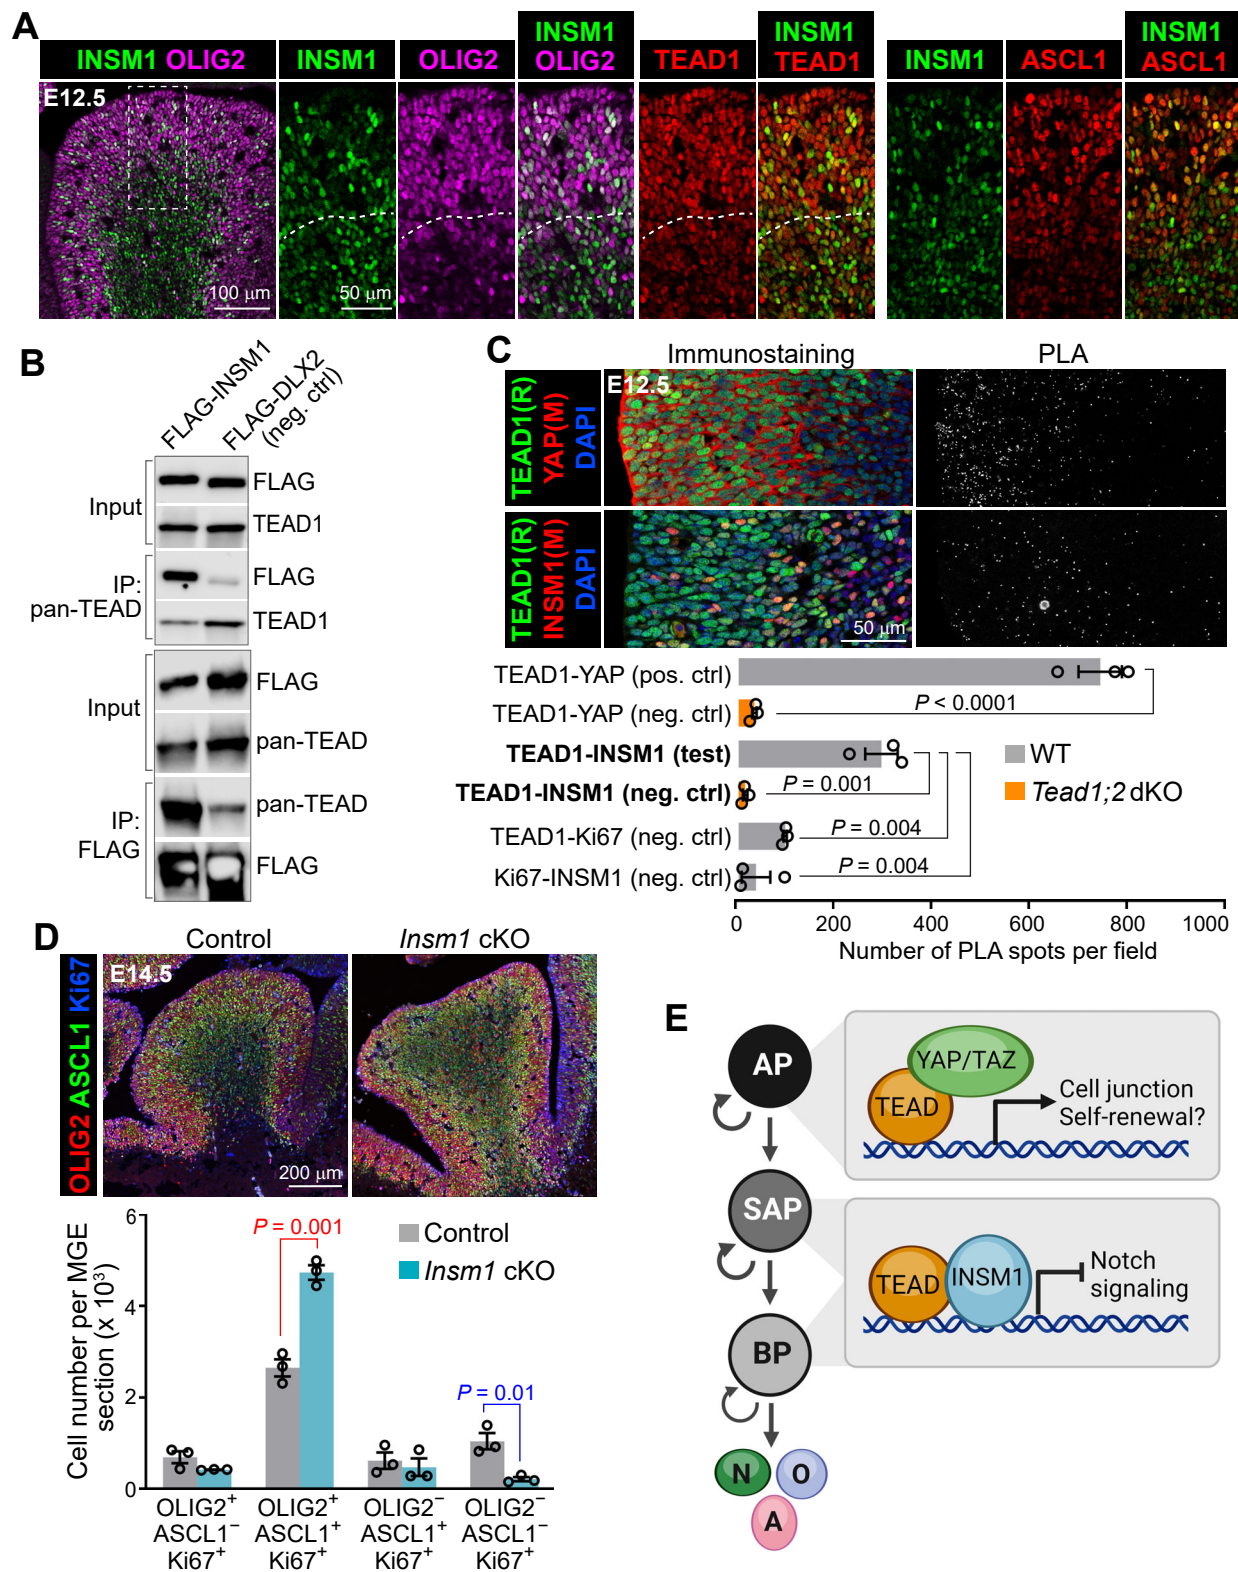 A
INSM1 OLIG2
INSM1
OLIG2
INSM1
OLIG2
TEAD1
INSM1
TEAD1
INSM1
ASCL1
INSM1
ASCL1
E12.5
100 μm
50 μm
B
FLAG-INSM1
FLAG-DLX2
(neg. ctrl)
Input
FLAG
TEAD1
IP:
pan-TEAD
FLAG
TEAD1
Input
FLAG
pan-TEAD
IP:
FLAG
pan-TEAD
FLAG
C
Immunostaining
PLA
TEAD1(R)
YAP(M)
DAPI
E12.5
TEAD1(R)
INSM1(M)
DAPI
50 μm
TEAD1-YAP (pos. ctrl)
TEAD1-YAP (neg. ctrl)
TEAD1-INSM1 (test)
TEAD1-INSM1 (neg. ctrl)
TEAD1-Ki67 (neg. ctrl)
Ki67-INSM1 (neg. ctrl)
P < 0.0001
P = 0.001
P = 0.004
P = 0.004
WT
Tead1;2 dKO
0
200
400
600
800
1000
Number of PLA spots per field
D
Control
Insm1 cKO
OLIG2 ASCL1 Ki67
E14.5
200 μm
Cell number per MGE
section (x 10³)
6
4
2
0
P = 0.001
P = 0.01
Control
Insm1 cKO
OLIG2⁺
ASCL1⁻
Ki67⁺
OLIG2⁺
ASCL1⁺
Ki67⁺
OLIG2⁻
ASCL1⁺
Ki67⁺
OLIG2⁻
ASCL1⁻
Ki67⁺
E
AP
SAP
BP
N
O
A
YAP/TAZ
TEAD
Cell junction
Self-renewal?
TEAD
INSM1
Notch
signaling